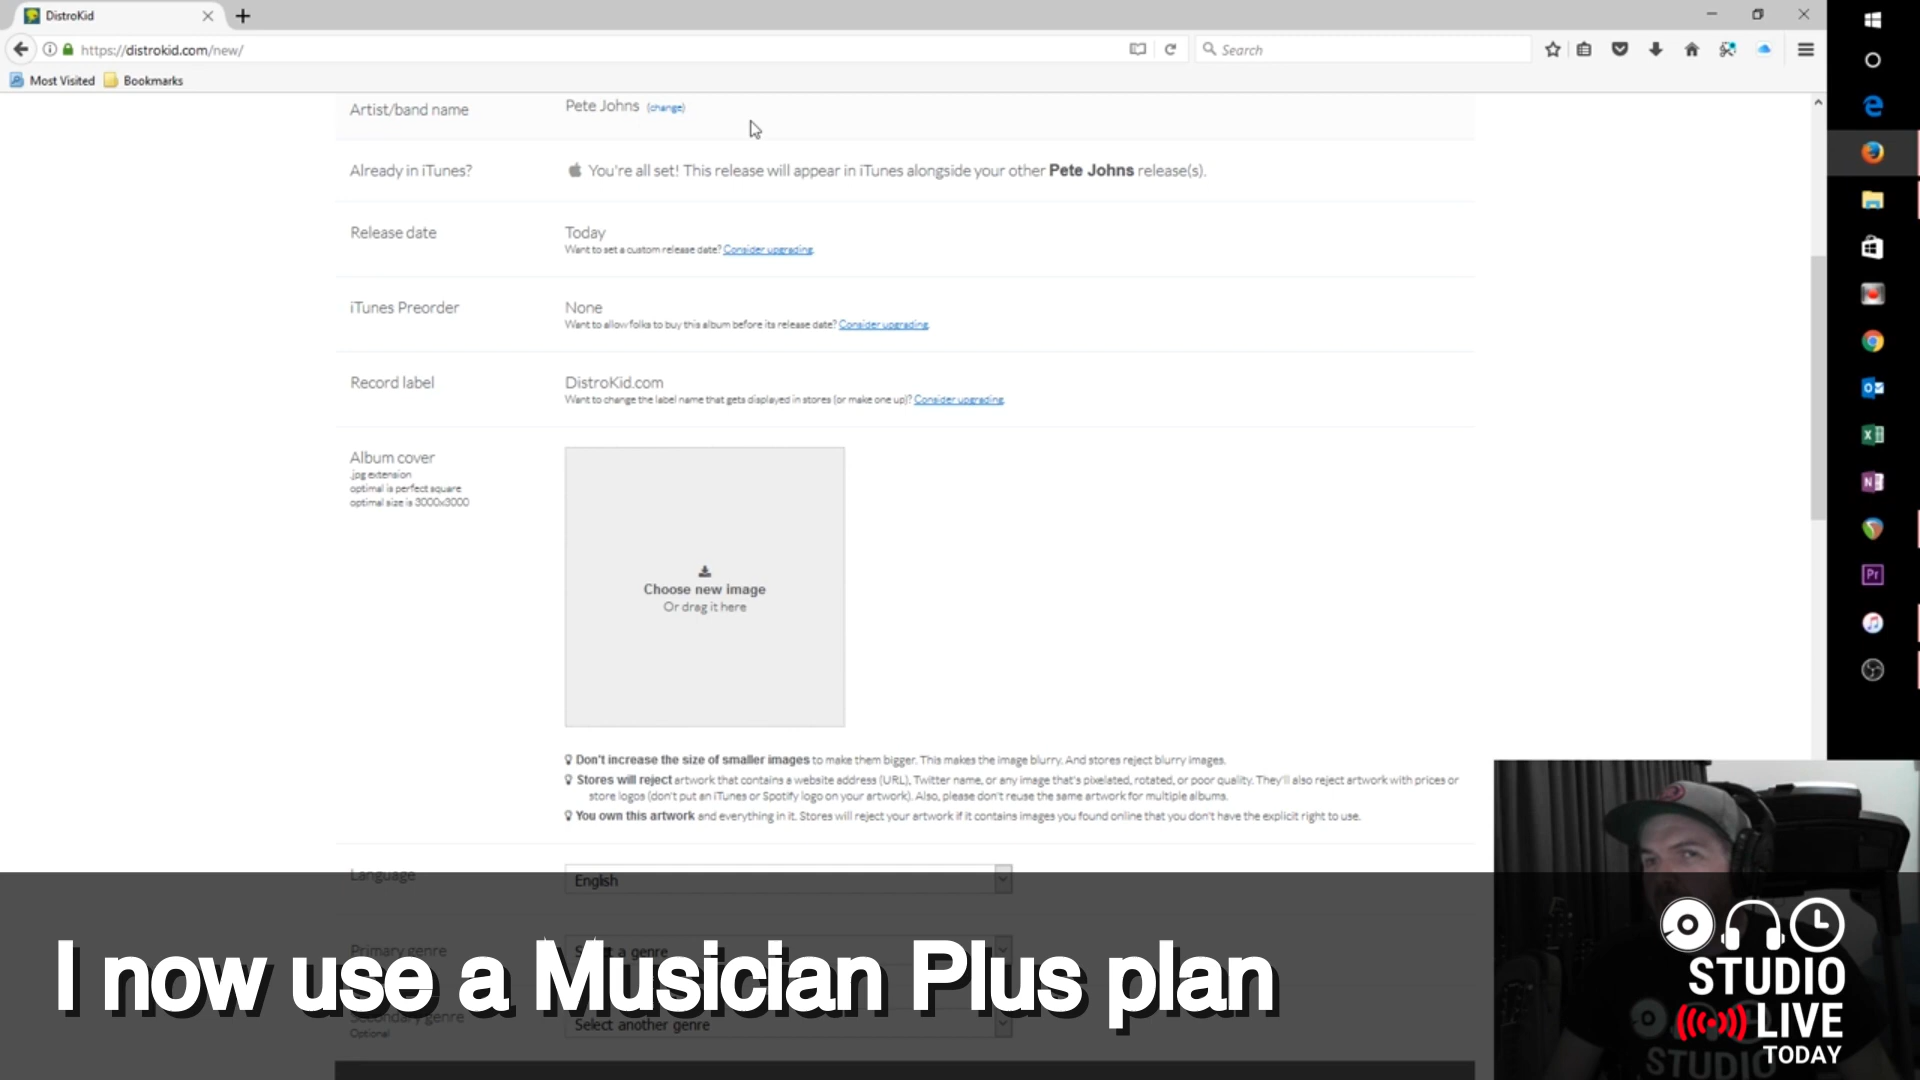 DistroKid
https://distrokid.com/new/
Search
Most Visited
Bookmarks
Artist/band name
Pete Johns (change)
Already in iTunes?
You're all set! This release will appear in iTunes alongside your other Pete Johns release(s).
Release date
Today
Want to set a custom release date? Consider upgrading.
iTunes Preorder
None
Want to allow folks to buy this album before its release date? Consider upgrading.
Record label
DistroKid.com
Want to change the label name that gets displayed in stores (or make one up)? Consider upgrading.
Album cover
.jpg extension
optimal is perfect square
optimal size is 3000x3000
Choose new image
Or drag it here
Don't increase the size of smaller images to make them bigger. This makes the image blurry. And stores reject blurry images.
Stores will reject artwork that contains a website address (URL), Twitter name, or any image that's pixelated, rotated, or poor quality. They'll also reject artwork with prices or
store logos (don't put an iTunes or Spotify logo on your artwork). Also, please don't reuse the same artwork for multiple albums.
You own this artwork and everything in it. Stores will reject your artwork if it contains images you found online that you don't have the explicit right to use.
Language
English
Primary genre
a genre
I now use a Musician Plus plan
Secondary genre
Optional
Select another genre
STUDIO
LIVE
TODAY
STUDIO